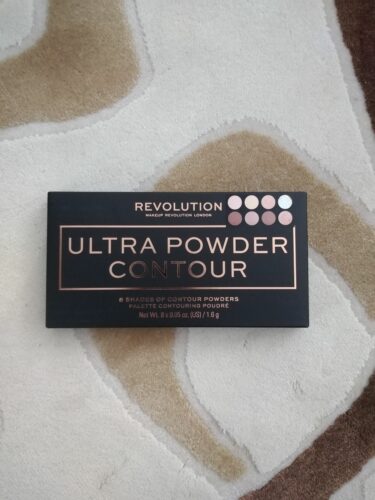 REVOLUTION
MAKEUP REVOLUTION LONDON
ULTRA POWDER
CONTOUR
8 SHADES OF CONTOUR POWDERS
PALETTE CONTOURING POUDRÉ
Net Wt. 8 x 0.05 oz. (US) / 1.6 g